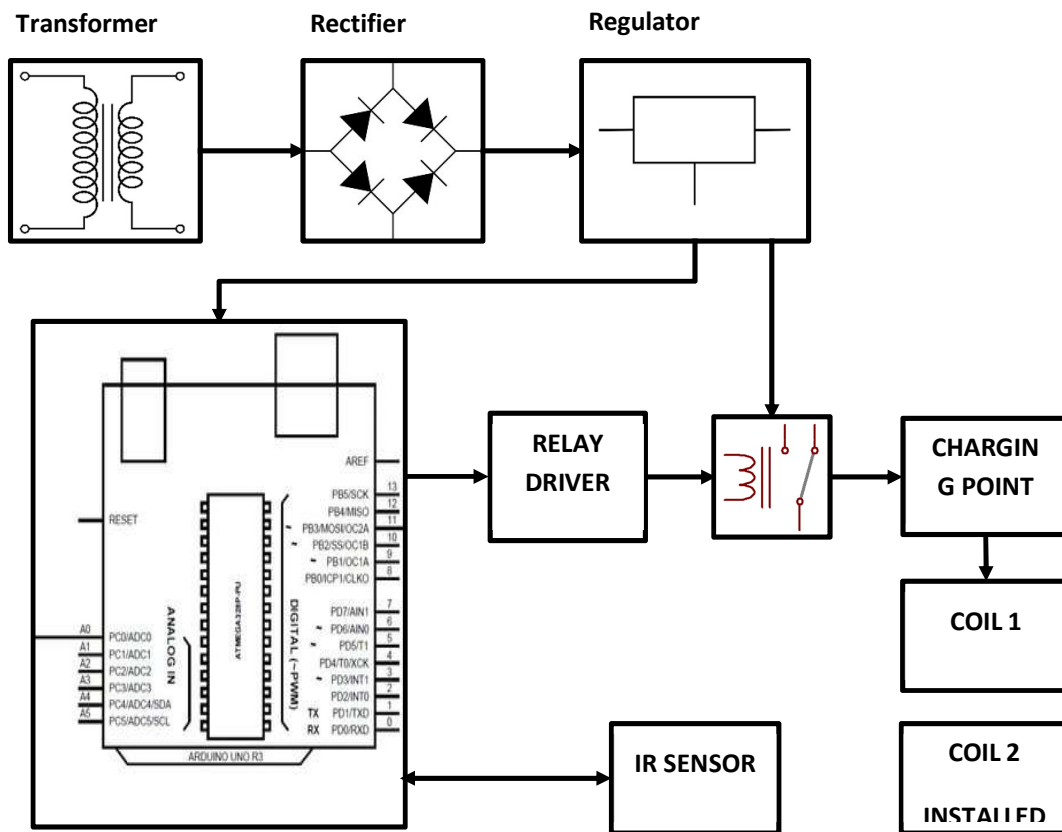 Transformer
Rectifier
Regulator
RELAY
DRIVER
CHARGIN
G POINT
COIL 1
COIL 2
INSTALLED
IR SENSOR
AREF
RESET
PB5/SCK 13
PB4/MISO 12
~ PB3/MOSI/OC2A 11
~ PB2/SS/OC1B 10
~ PB1/OC1A 9
PB0/ICP1/CLKO 8
PD7/AIN1 7
~ PD6/AIN0 6
~ PD5/T1 5
PD4/T0/XCK 4
~ PD3/INT1 3
PD2/INT0 2
TX PD1/TXD 1
RX PD0/RXD 0
ATMEGA328P-PU
DIGITAL (~PWM)
ANALOG IN
A0 PC0/ADC0
A1 PC1/ADC1
A2 PC2/ADC2
A3 PC3/ADC3
A4 PC4/ADC4/SDA
A5 PC5/ADC5/SCL
ARDUINO UNO R3